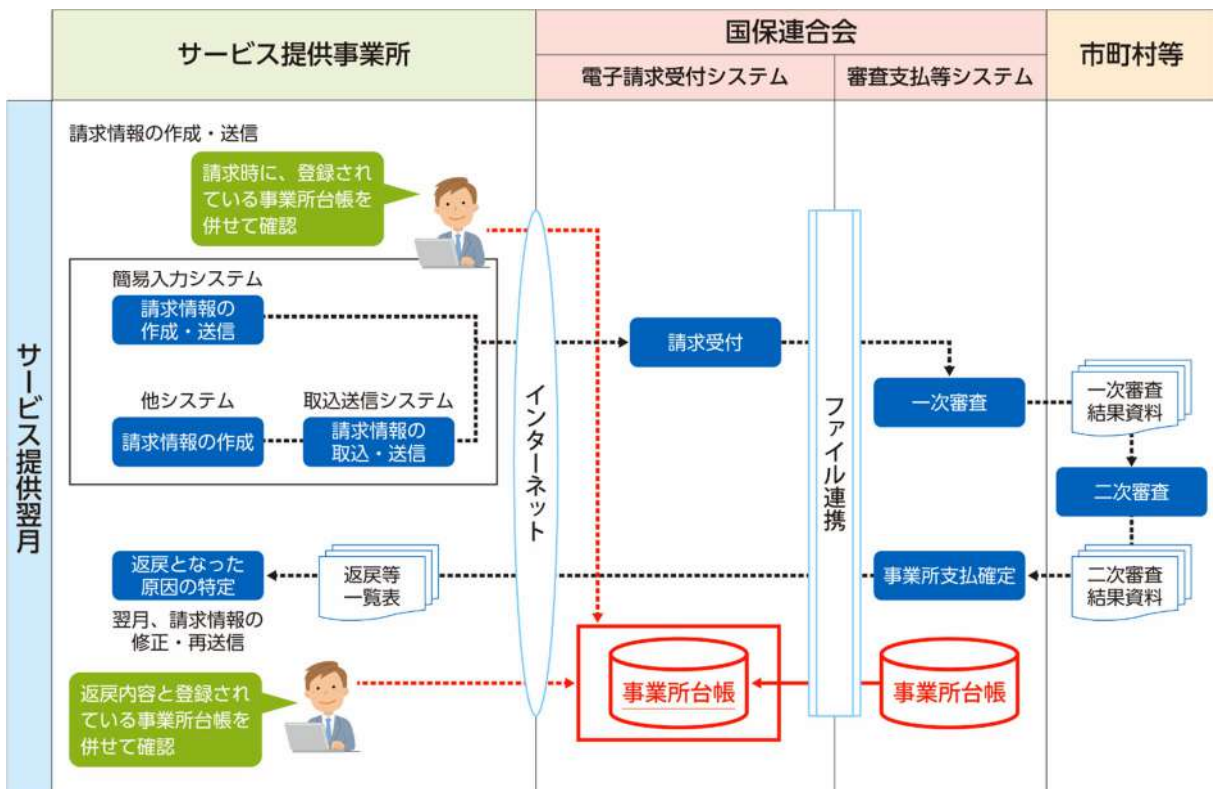 サービス提供事業所
国保連合会
電子請求受付システム
審査支払等システム
市町村等
サービス提供翌月
請求情報の作成・送信
請求時に、登録され
ている事業所台帳を
併せて確認
簡易入力システム
請求情報の
作成・送信
他システム
請求情報の作成
取込送信システム
請求情報の
取込・送信
インターネット
請求受付
ファイル連携
一次審査
一次審査
結果資料
二次審査
二次審査
結果資料
事業所支払確定
返戻等
一覧表
返戻となった
原因の特定
翌月、請求情報の
修正・再送信
返戻内容と登録され
ている事業所台帳を
併せて確認
事業所台帳
事業所台帳